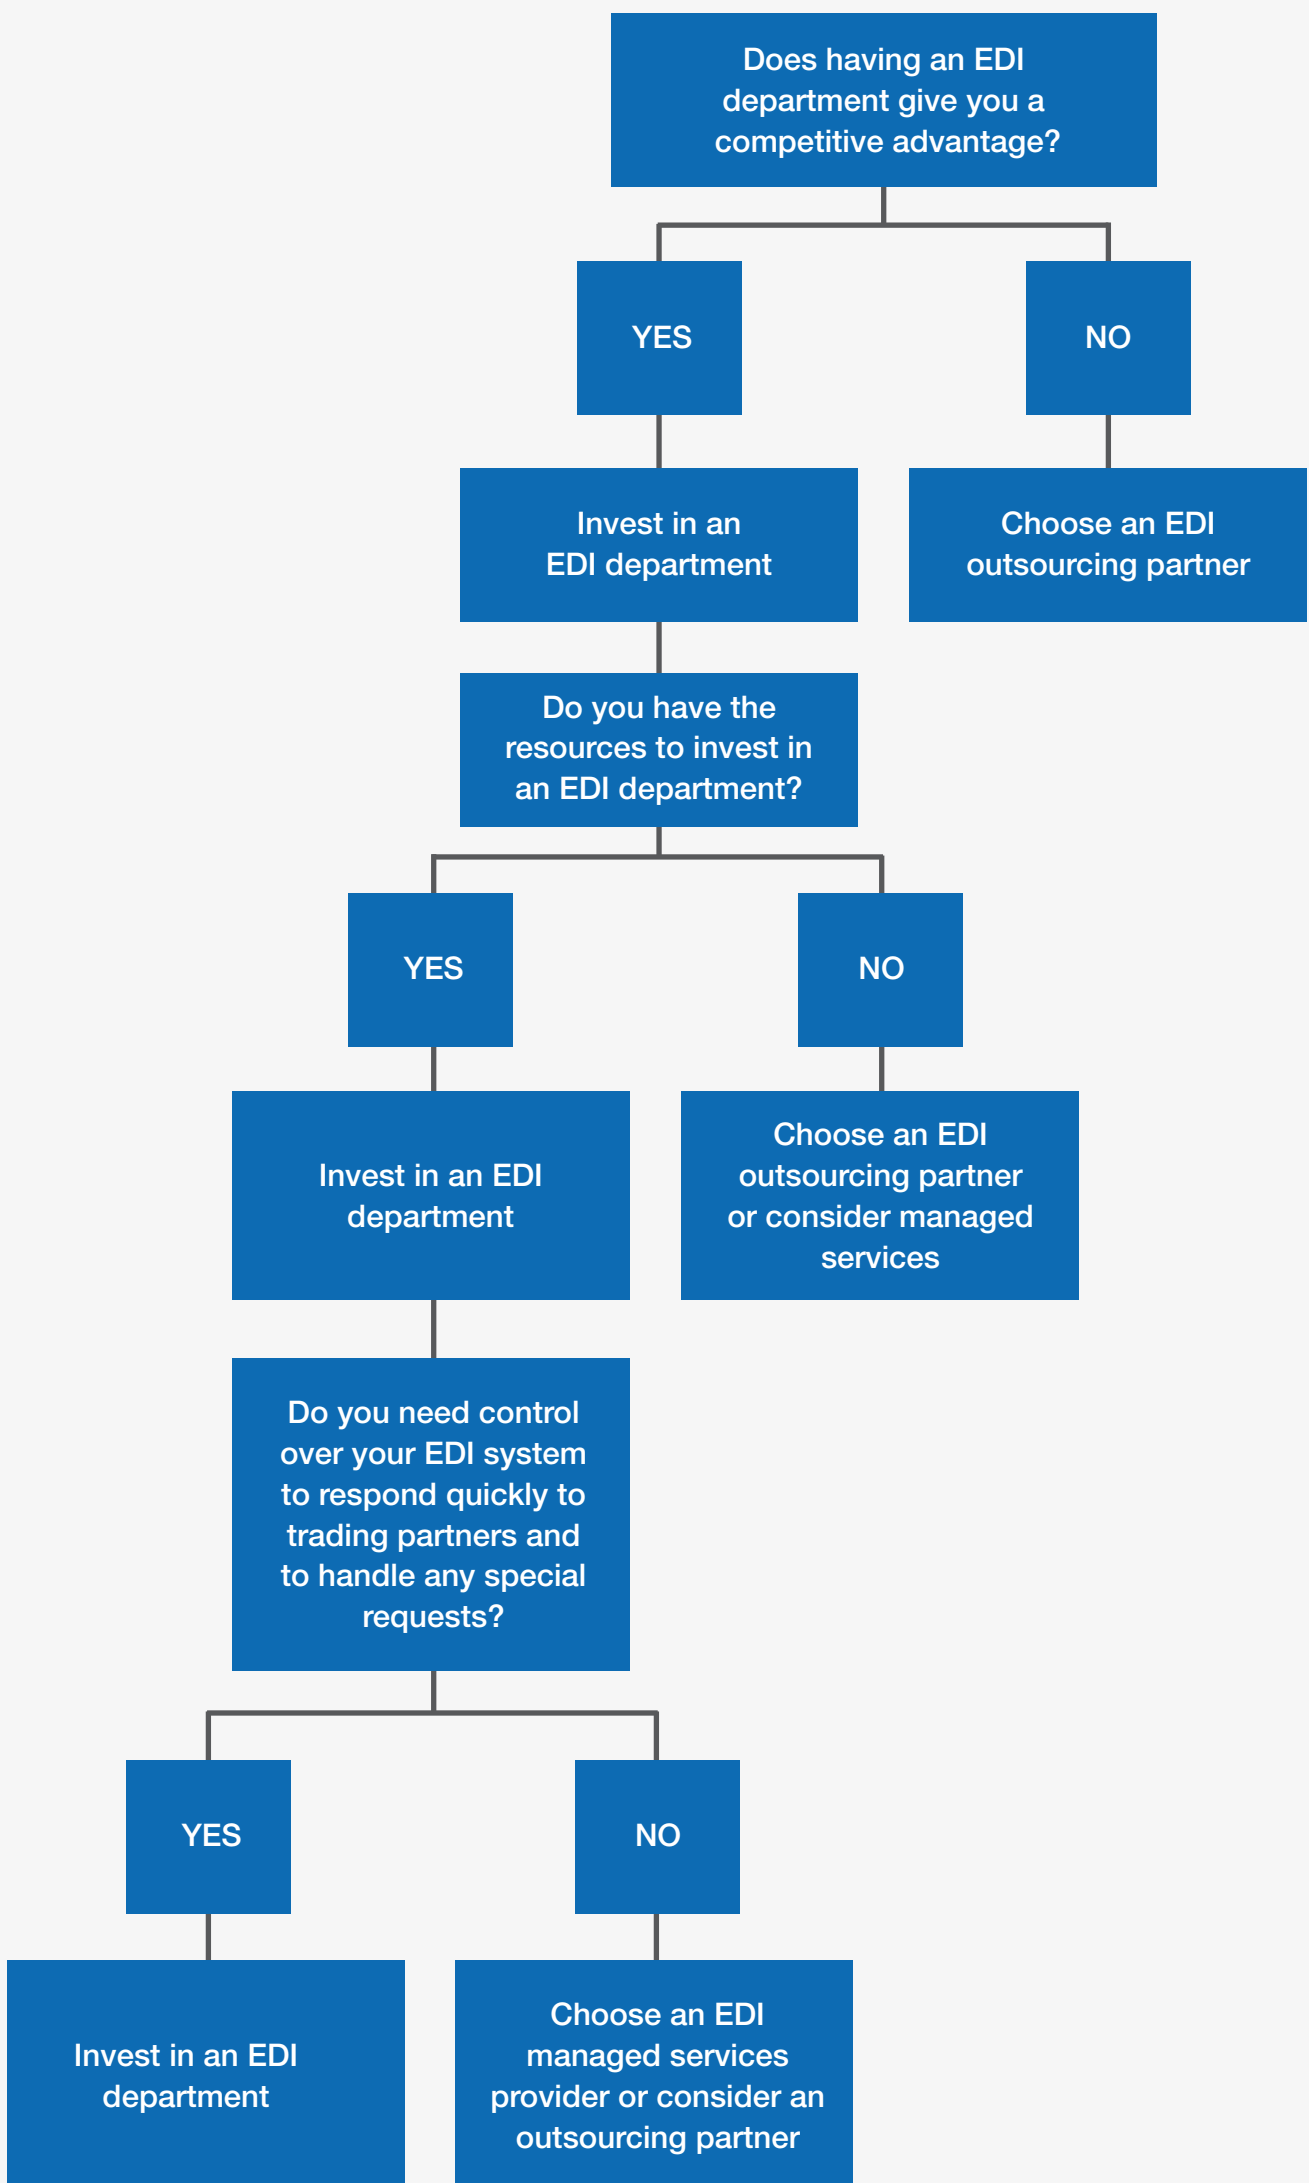 Does having an EDI
department give you a
competitive advantage?
YES
NO
Invest in an
EDI department
Choose an EDI
outsourcing partner
Do you have the
resources to invest in
an EDI department?
YES
NO
Invest in an EDI
department
Choose an EDI
outsourcing partner
or consider managed
services
Do you need control
over your EDI system
to respond quickly to
trading partners and
to handle any special
requests?
YES
NO
Invest in an EDI
department
Choose an EDI
managed services
provider or consider an
outsourcing partner